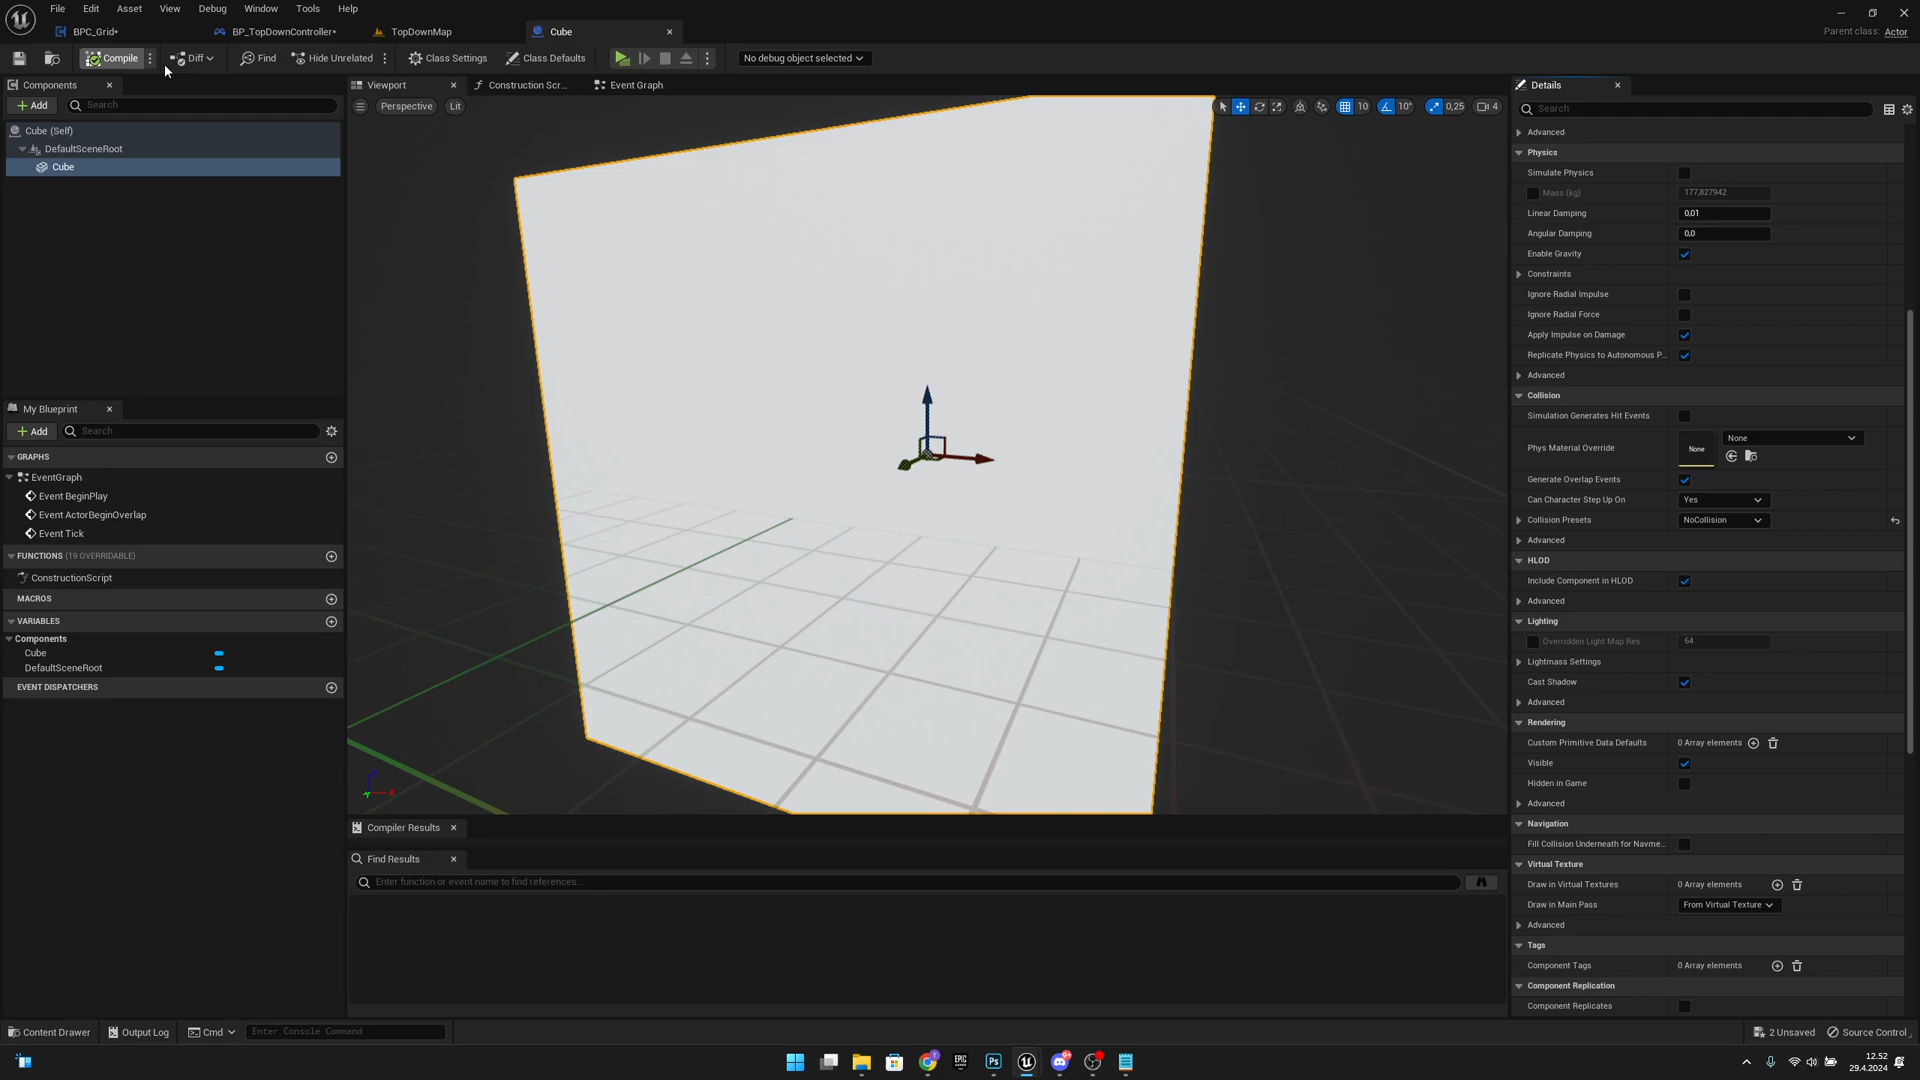 File Edit Asset View Debug Window Tools Help
BPC_Grid* BP_TopDownController* TopDownMap Cube
Parent class: Actor
Compile Diff Find Hide Unrelated Class Settings Class Defaults No debug object selected
Components
Add Search
Cube (Self)
DefaultSceneRoot
Cube
My Blueprint
Add Search
GRAPHS
EventGraph
Event BeginPlay
Event ActorBeginOverlap
Event Tick
FUNCTIONS (19 OVERRIDABLE)
ConstructionScript
MACROS
VARIABLES
Components
Cube
DefaultSceneRoot
EVENT DISPATCHERS
Viewport Construction Scr... Event Graph
Perspective Lit
10 10° 0,25 4
Z
X
Y
Compiler Results
Find Results
Enter function or event name to find references...
Details
Search
Advanced
Physics
Simulate Physics
Mass (kg) 177,827942
Linear Damping 0,01
Angular Damping 0,0
Enable Gravity
Constraints
Ignore Radial Impulse
Ignore Radial Force
Apply Impulse on Damage
Replicate Physics to Autonomous P...
Advanced
Collision
Simulation Generates Hit Events
Phys Material Override None None
Generate Overlap Events
Can Character Step Up On Yes
Collision Presets NoCollision
Advanced
HLOD
Include Component in HLOD
Advanced
Lighting
Overridden Light Map Res 64
Lightmass Settings
Cast Shadow
Advanced
Rendering
Custom Primitive Data Defaults 0 Array elements
Visible
Hidden in Game
Advanced
Navigation
Fill Collision Underneath for Navme...
Virtual Texture
Draw in Virtual Textures 0 Array elements
Draw in Main Pass From Virtual Texture
Advanced
Tags
Component Tags 0 Array elements
Component Replication
Component Replicates
Content Drawer Output Log Cmd Enter Console Command
2 Unsaved Source Control
EPIC GAMES Ps
12.52
29.4.2024